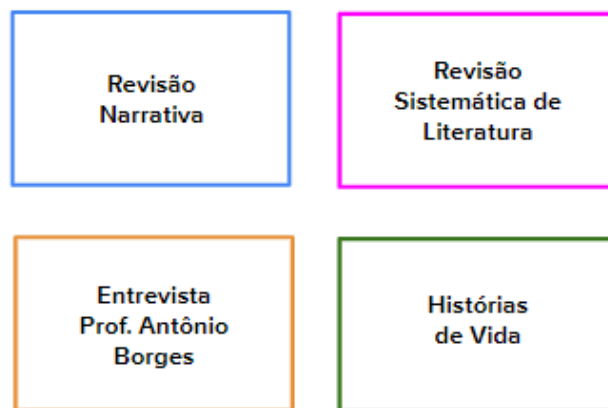 Revisão
Narrativa
Revisão
Sistemática de
Literatura
Entrevista
Prof. Antônio
Borges
Histórias
de Vida